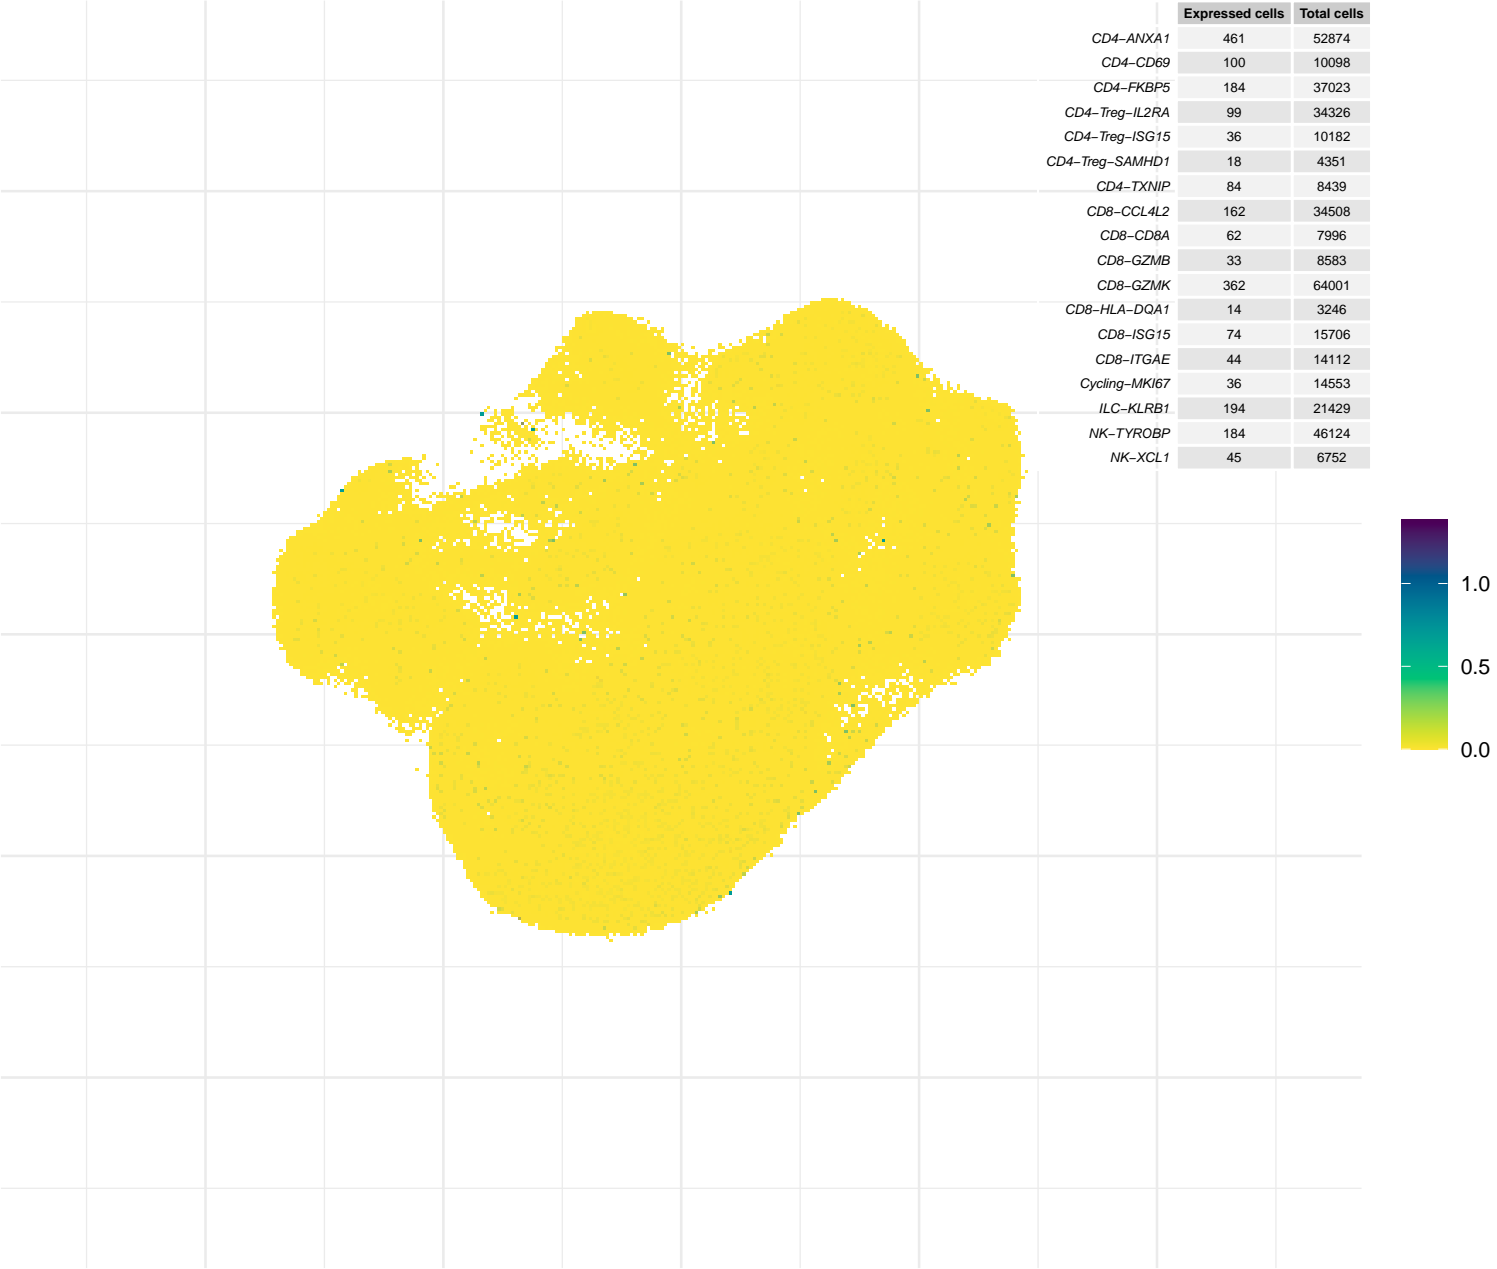 Expressed cells Total cells
CD4−ANXA1 461 52874
CD4−CD69 100 10098
CD4−FKBP5 184 37023
CD4−Treg−IL2RA 99 34326
CD4−Treg−ISG15 36 10182
CD4−Treg−SAMHD1 18 4351
CD4−TXNIP 84 8439
CD8−CCL4L2 162 34508
CD8−CD8A 62 7996
CD8−GZMB 33 8583
CD8−GZMK 362 64001
CD8−HLA−DQA1 14 3246
CD8−ISG15 74 15706
CD8−ITGAE 44 14112
Cycling−MKI67 36 14553
ILC−KLRB1 194 21429
NK−TYROBP 184 46124
NK−XCL1 45 6752
1.0
0.5
0.0